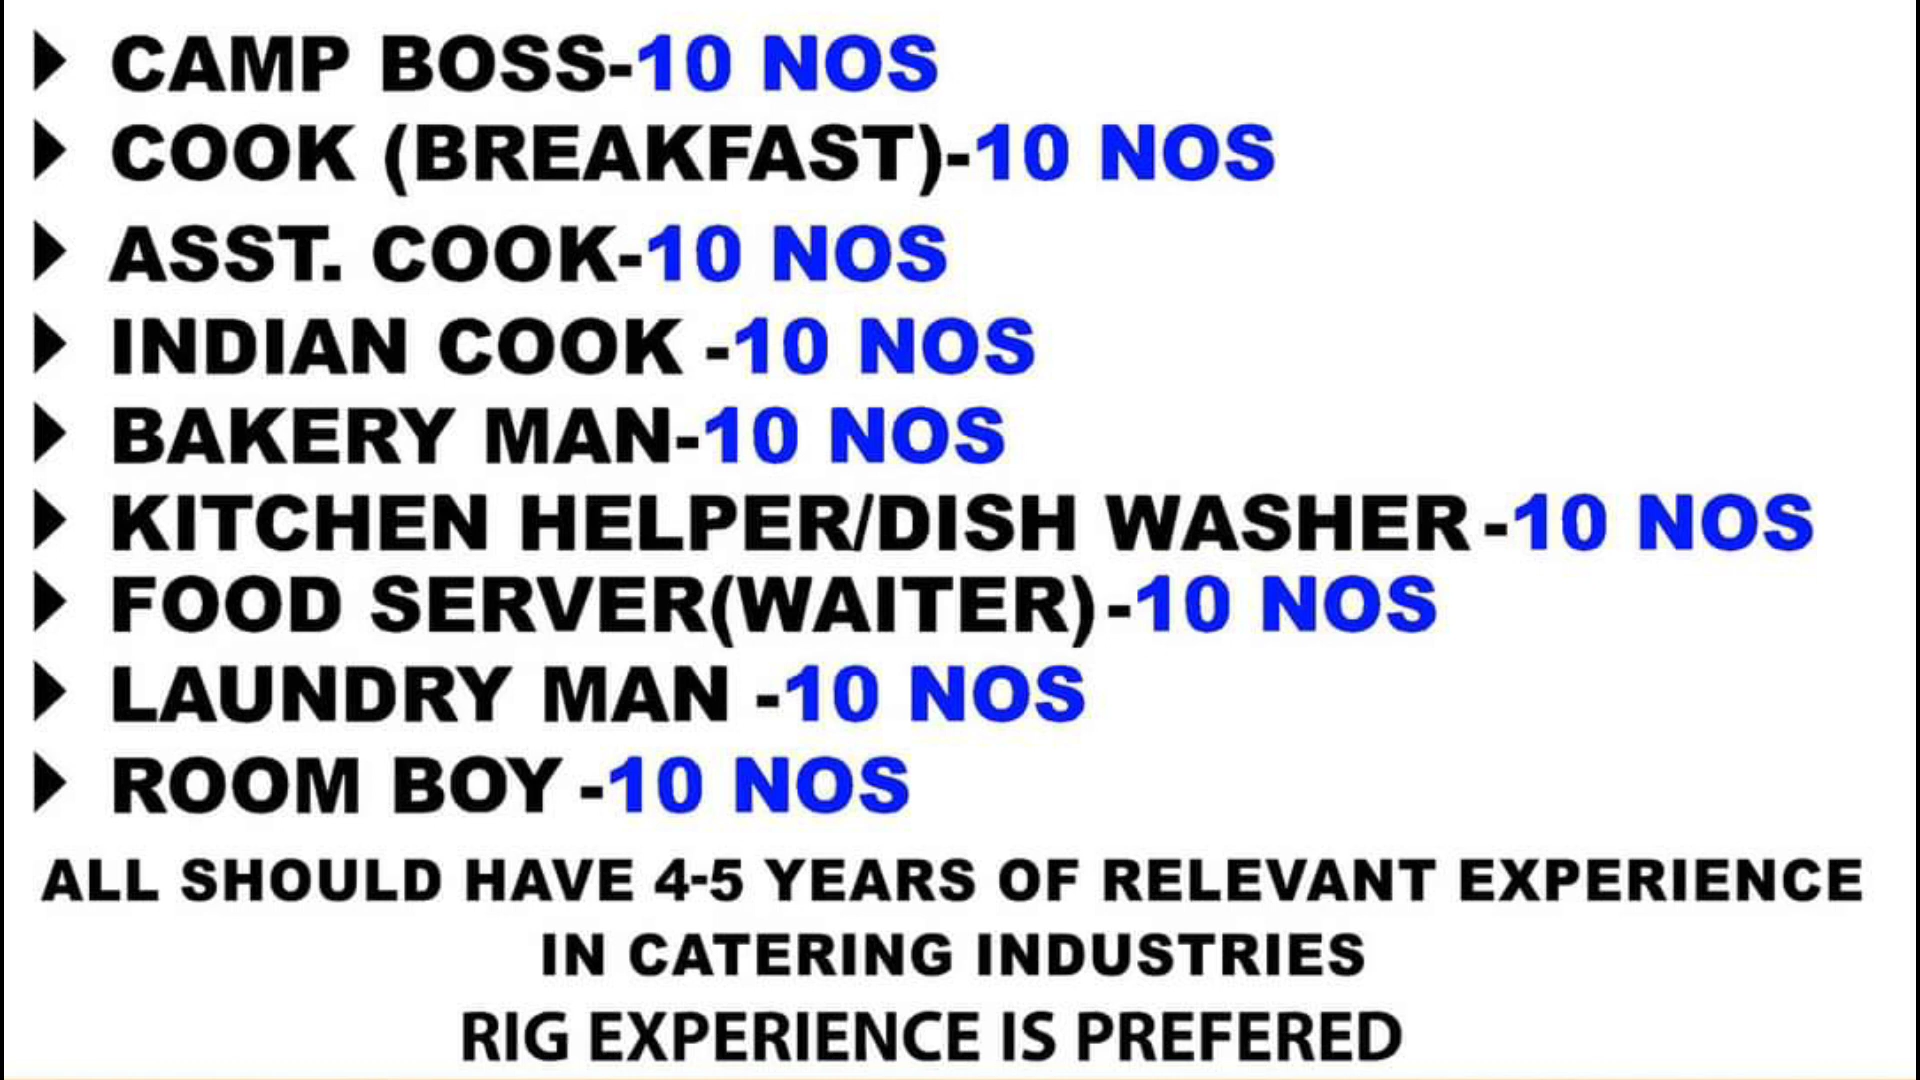 CAMP BOSS-10 NOS
COOK (BREAKFAST)-10 NOS
ASST. COOK-10 NOS
INDIAN COOK -10 NOS
BAKERY MAN-10 NOS
KITCHEN HELPER/DISH WASHER-10 NOS
FOOD SERVER(WAITER)-10 NOS
LAUNDRY MAN -10 NOS
ROOM BOY -10 NOS
ALL SHOULD HAVE 4-5 YEARS OF RELEVANT EXPERIENCE
IN CATERING INDUSTRIES
RIG EXPERIENCE IS PREFERED